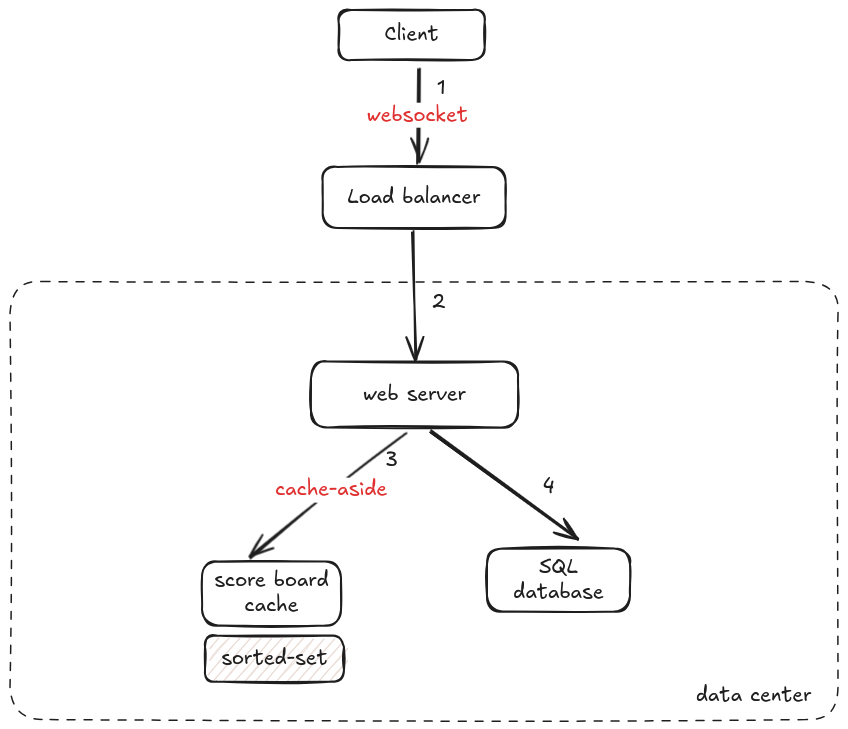 Client
1
websocket
Load balancer
2
web server
3
cache-aside
4
score board
cache
SQL
database
sorted-set
data center